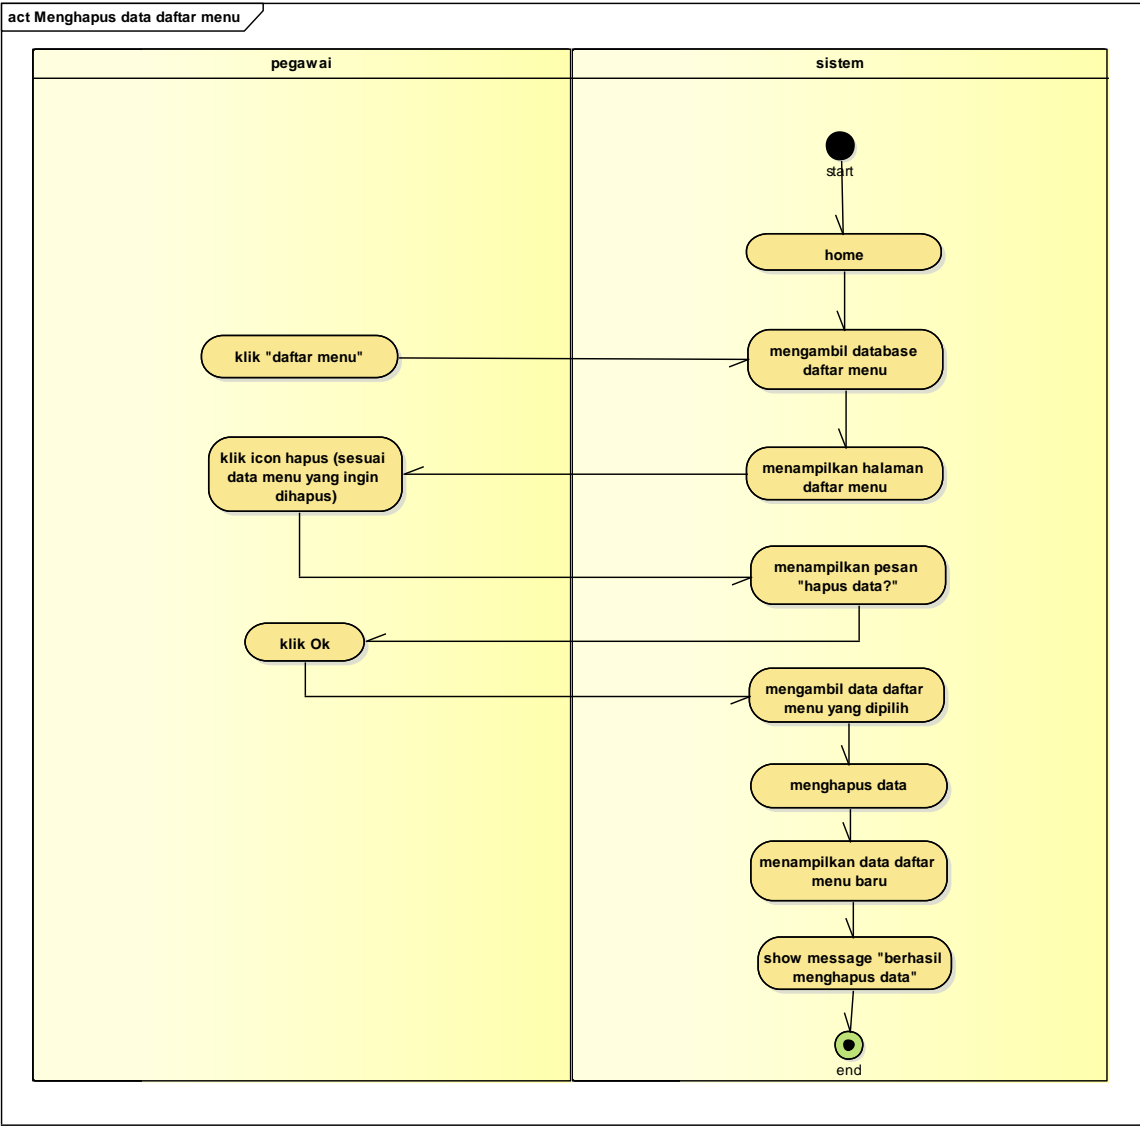 act Menghapus data daftar menu
pegawai
sistem
start
home
klik "daftar menu"
mengambil database
daftar menu
klik icon hapus (sesuai
data menu yang ingin
dihapus)
menampilkan halaman
daftar menu
menampilkan pesan
"hapus data?"
klik Ok
mengambil data daftar
menu yang dipilih
menghapus data
menampilkan data daftar
menu baru
show message "berhasil
menghapus data"
end